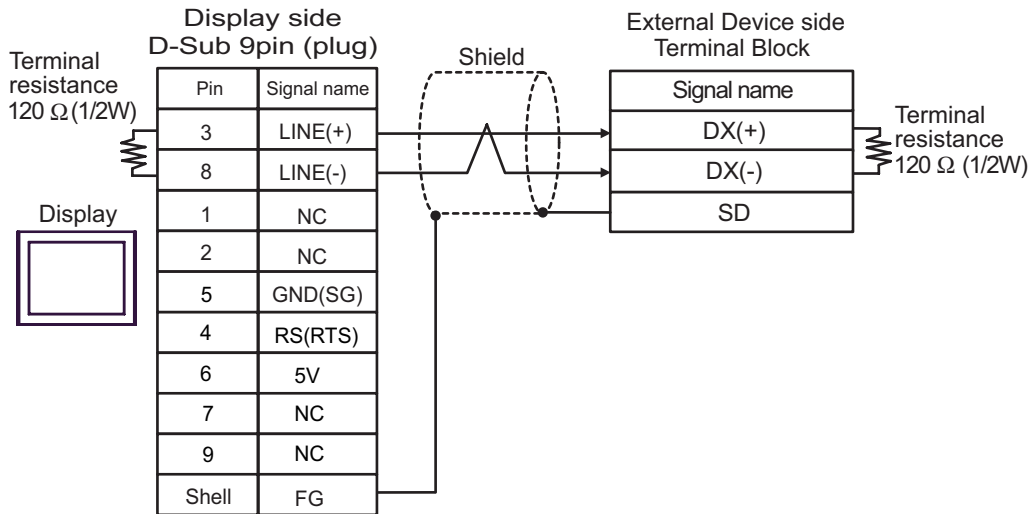 Display side
D-Sub 9pin (plug)
Terminal
resistance
120 Ω(1/2W)
Shield
External Device side
Terminal Block
Pin Signal name
3 LINE(+)
8 LINE(-)
1 NC
2 NC
5 GND(SG)
4 RS(RTS)
6 5V
7 NC
9 NC
Shell FG
Display
Signal name
DX(+)
DX(-)
SD
Terminal
resistance
120 Ω (1/2W)